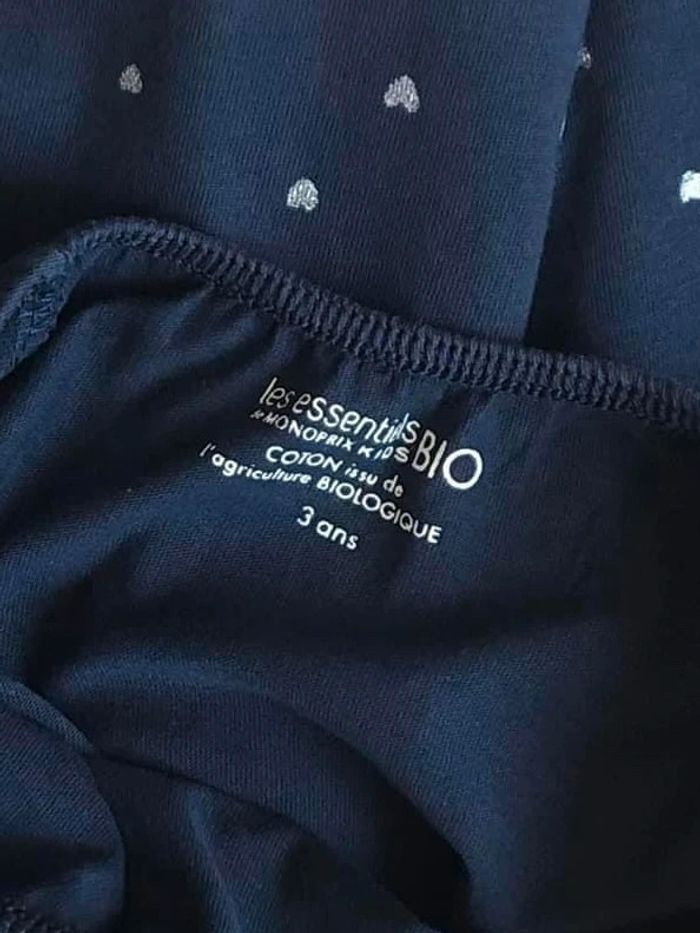 les essentiels BIO
de MONOPRIX KIDS
COTON issu de
l'agriculture BIOLOGIQUE
3 ans